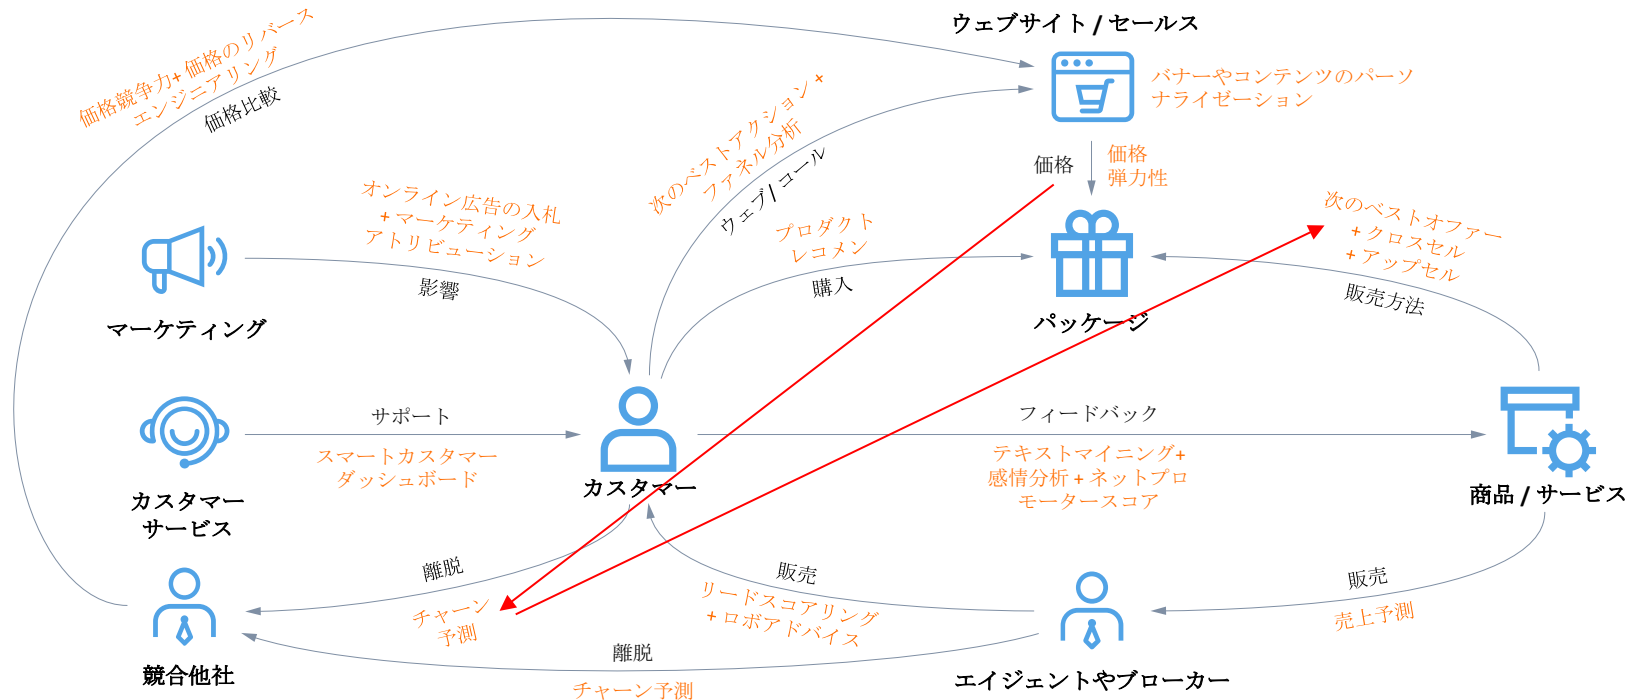 ウェブサイト / セールス
価格競争力+ 価格のリバース
エンジニアリング
価格比較
バナーやコンテンツのパーソ
ナライゼーション
次のベストアクション +
ファネル分析
ウェブ/ コール
価格
価格
弾力性
オンライン広告の入札
+ マーケティング
アトリビューション
影響
マーケティング
プロダクト
レコメン
購入
パッケージ
次のベストオファー
+ クロスセル
+ アップセル
販売方法
サポート
スマートカスタマー
ダッシュボード
カスタマー
サービス
カスタマー
フィードバック
テキストマイニング+
感情分析 + ネットプロ
モータースコア
商品 / サービス
離脱
チャーン
予測
販売
リードスコアリング
+ ロボアドバイス
販売
売上予測
競合他社
離脱
チャーン予測
エイジェントやブローカー